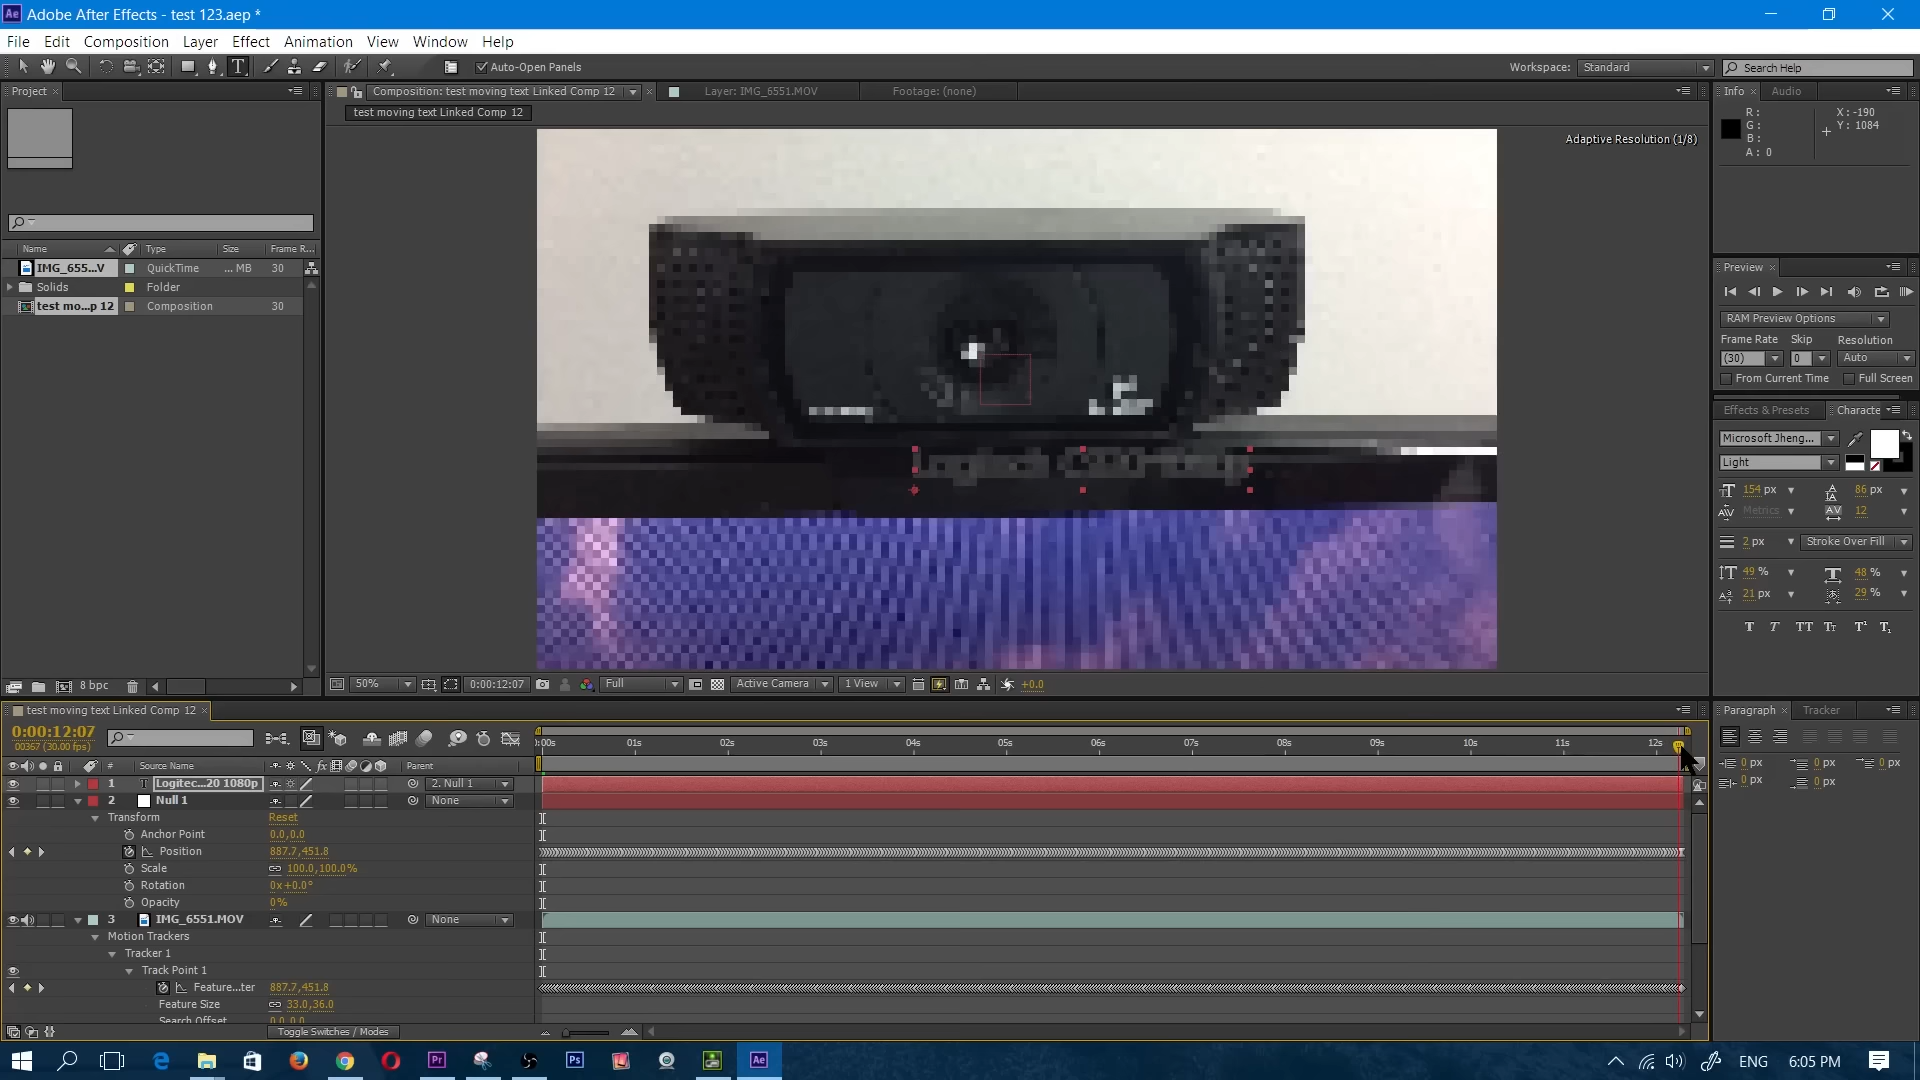 Adobe After Effects - test 123.aep *
File Edit Composition Layer Effect Animation View Window Help
Auto-Open Panels
Workspace: Standard
Search Help
Project
Composition: test moving text Linked Comp 12
Layer: IMG_6551.MOV
Footage: (none)
Info
Audio
test moving text Linked Comp 12
R :
G :
B :
A : 0
X : -190
Y : 1084
Adaptive Resolution (1/8)
Name Type Size Frame R...
IMG_655...V QuickTime ... MB 30
Solids Folder
test mo...p 12 Composition 30
Preview
RAM Preview Options
Frame Rate Skip Resolution
(30) 0 Auto
From Current Time Full Screen
Effects & Presets Characte
Microsoft Jheng...
Light
154 px 86 px
Metrics 12
2 px Stroke Over Fill
49 % 48 %
21 px 29 %
T T TT Tt T¹ T₁
8 bpc
50% 0:00:12:07 Full Active Camera 1 View +0.0
test moving text Linked Comp 12
Paragraph Tracker
0:00:12:07
00367 (30.00 fps)
0:00s 01s 02s 03s 04s 05s 06s 07s 08s 09s 10s 11s 12s
0 px 0 px 0 px
0 px 0 px
# Source Name Parent
1 T Logitec...20 1080p 2. Null 1
2 Null 1 None
Transform Reset
Anchor Point 0.0,0.0
Position 887.7,451.8
Scale 100.0,100.0%
Rotation 0x+0.0°
Opacity 0%
3 IMG_6551.MOV None
Motion Trackers
Tracker 1
Track Point 1
Feature...ter 887.7,451.8
Feature Size 33.0,36.0
Search Offset 0.0,0.0
Toggle Switches / Modes
Pr Ps Ae
ENG 6:05 PM